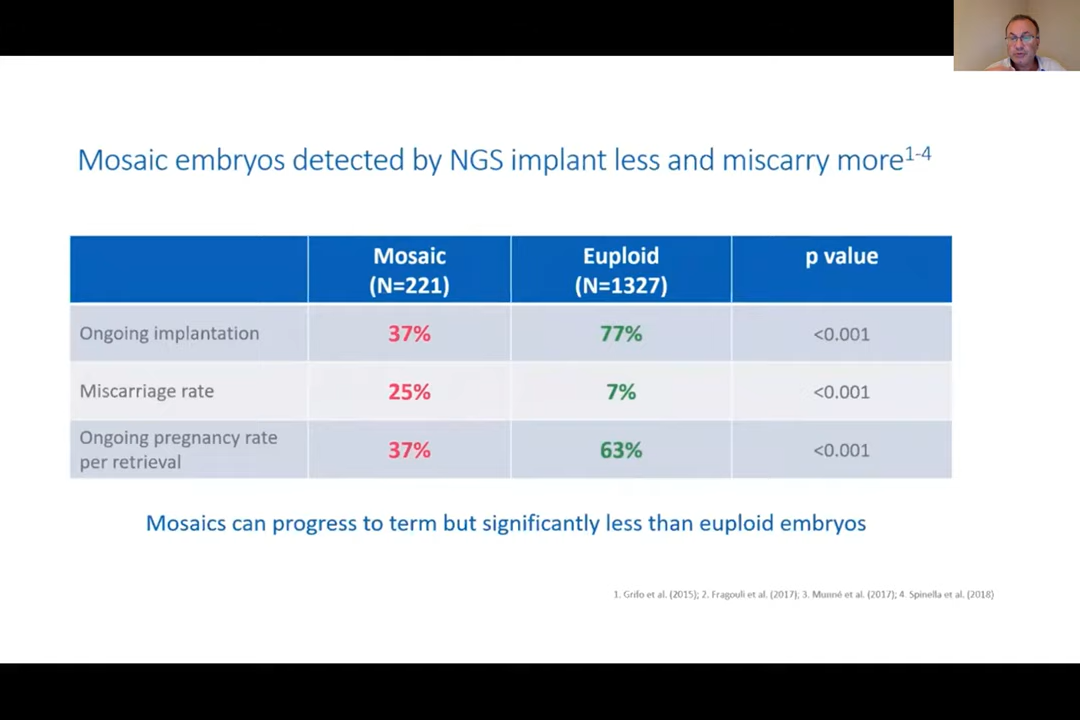 Mosaic embryos detected by NGS implant less and miscarry more1-4
Mosaic (N=221) Euploid (N=1327) p value
Ongoing implantation 37% 77% <0.001
Miscarriage rate 25% 7% <0.001
Ongoing pregnancy rate per retrieval 37% 63% <0.001
Mosaics can progress to term but significantly less than euploid embryos
1. Grifo et al. (2015); 2. Fragouli et al. (2017); 3. Munné et al. (2017); 4. Spinella et al. (2018)